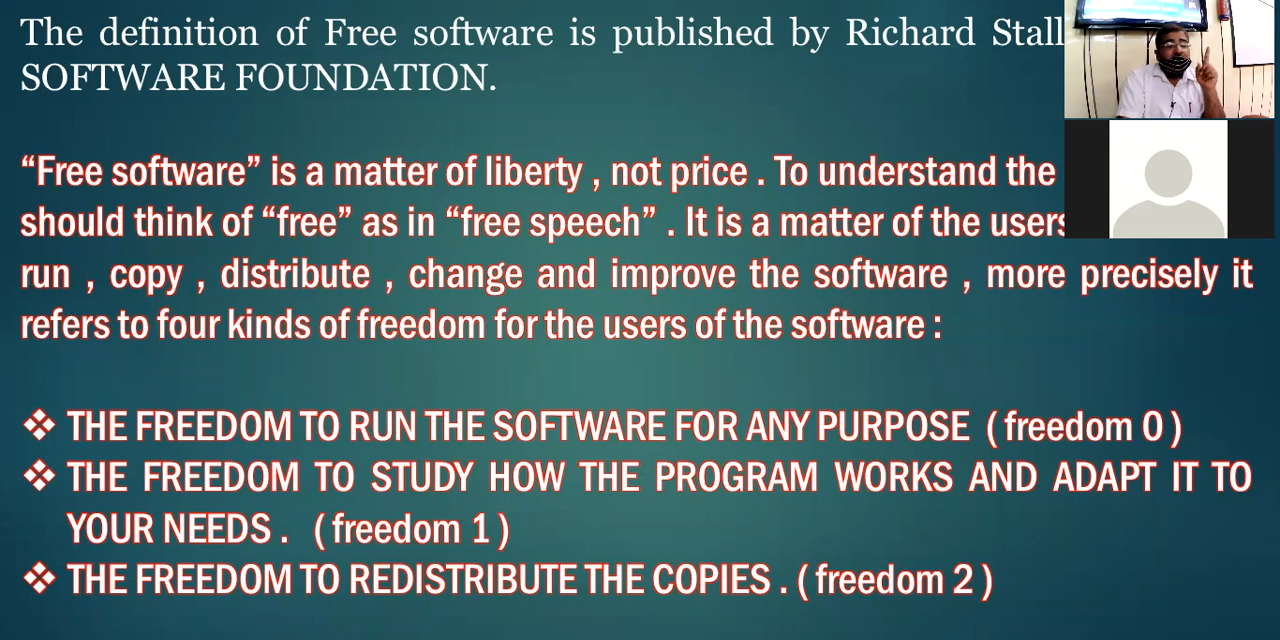 The definition of Free software is published by Richard Stall
SOFTWARE FOUNDATION.
“Free software” is a matter of liberty , not price . To understand the
should think of “free” as in “free speech” . It is a matter of the users
run , copy , distribute , change and improve the software , more precisely it
refers to four kinds of freedom for the users of the software :
❖ THE FREEDOM TO RUN THE SOFTWARE FOR ANY PURPOSE ( freedom 0 )
❖ THE FREEDOM TO STUDY HOW THE PROGRAM WORKS AND ADAPT IT TO
YOUR NEEDS . ( freedom 1 )
❖ THE FREEDOM TO REDISTRIBUTE THE COPIES . ( freedom 2 )